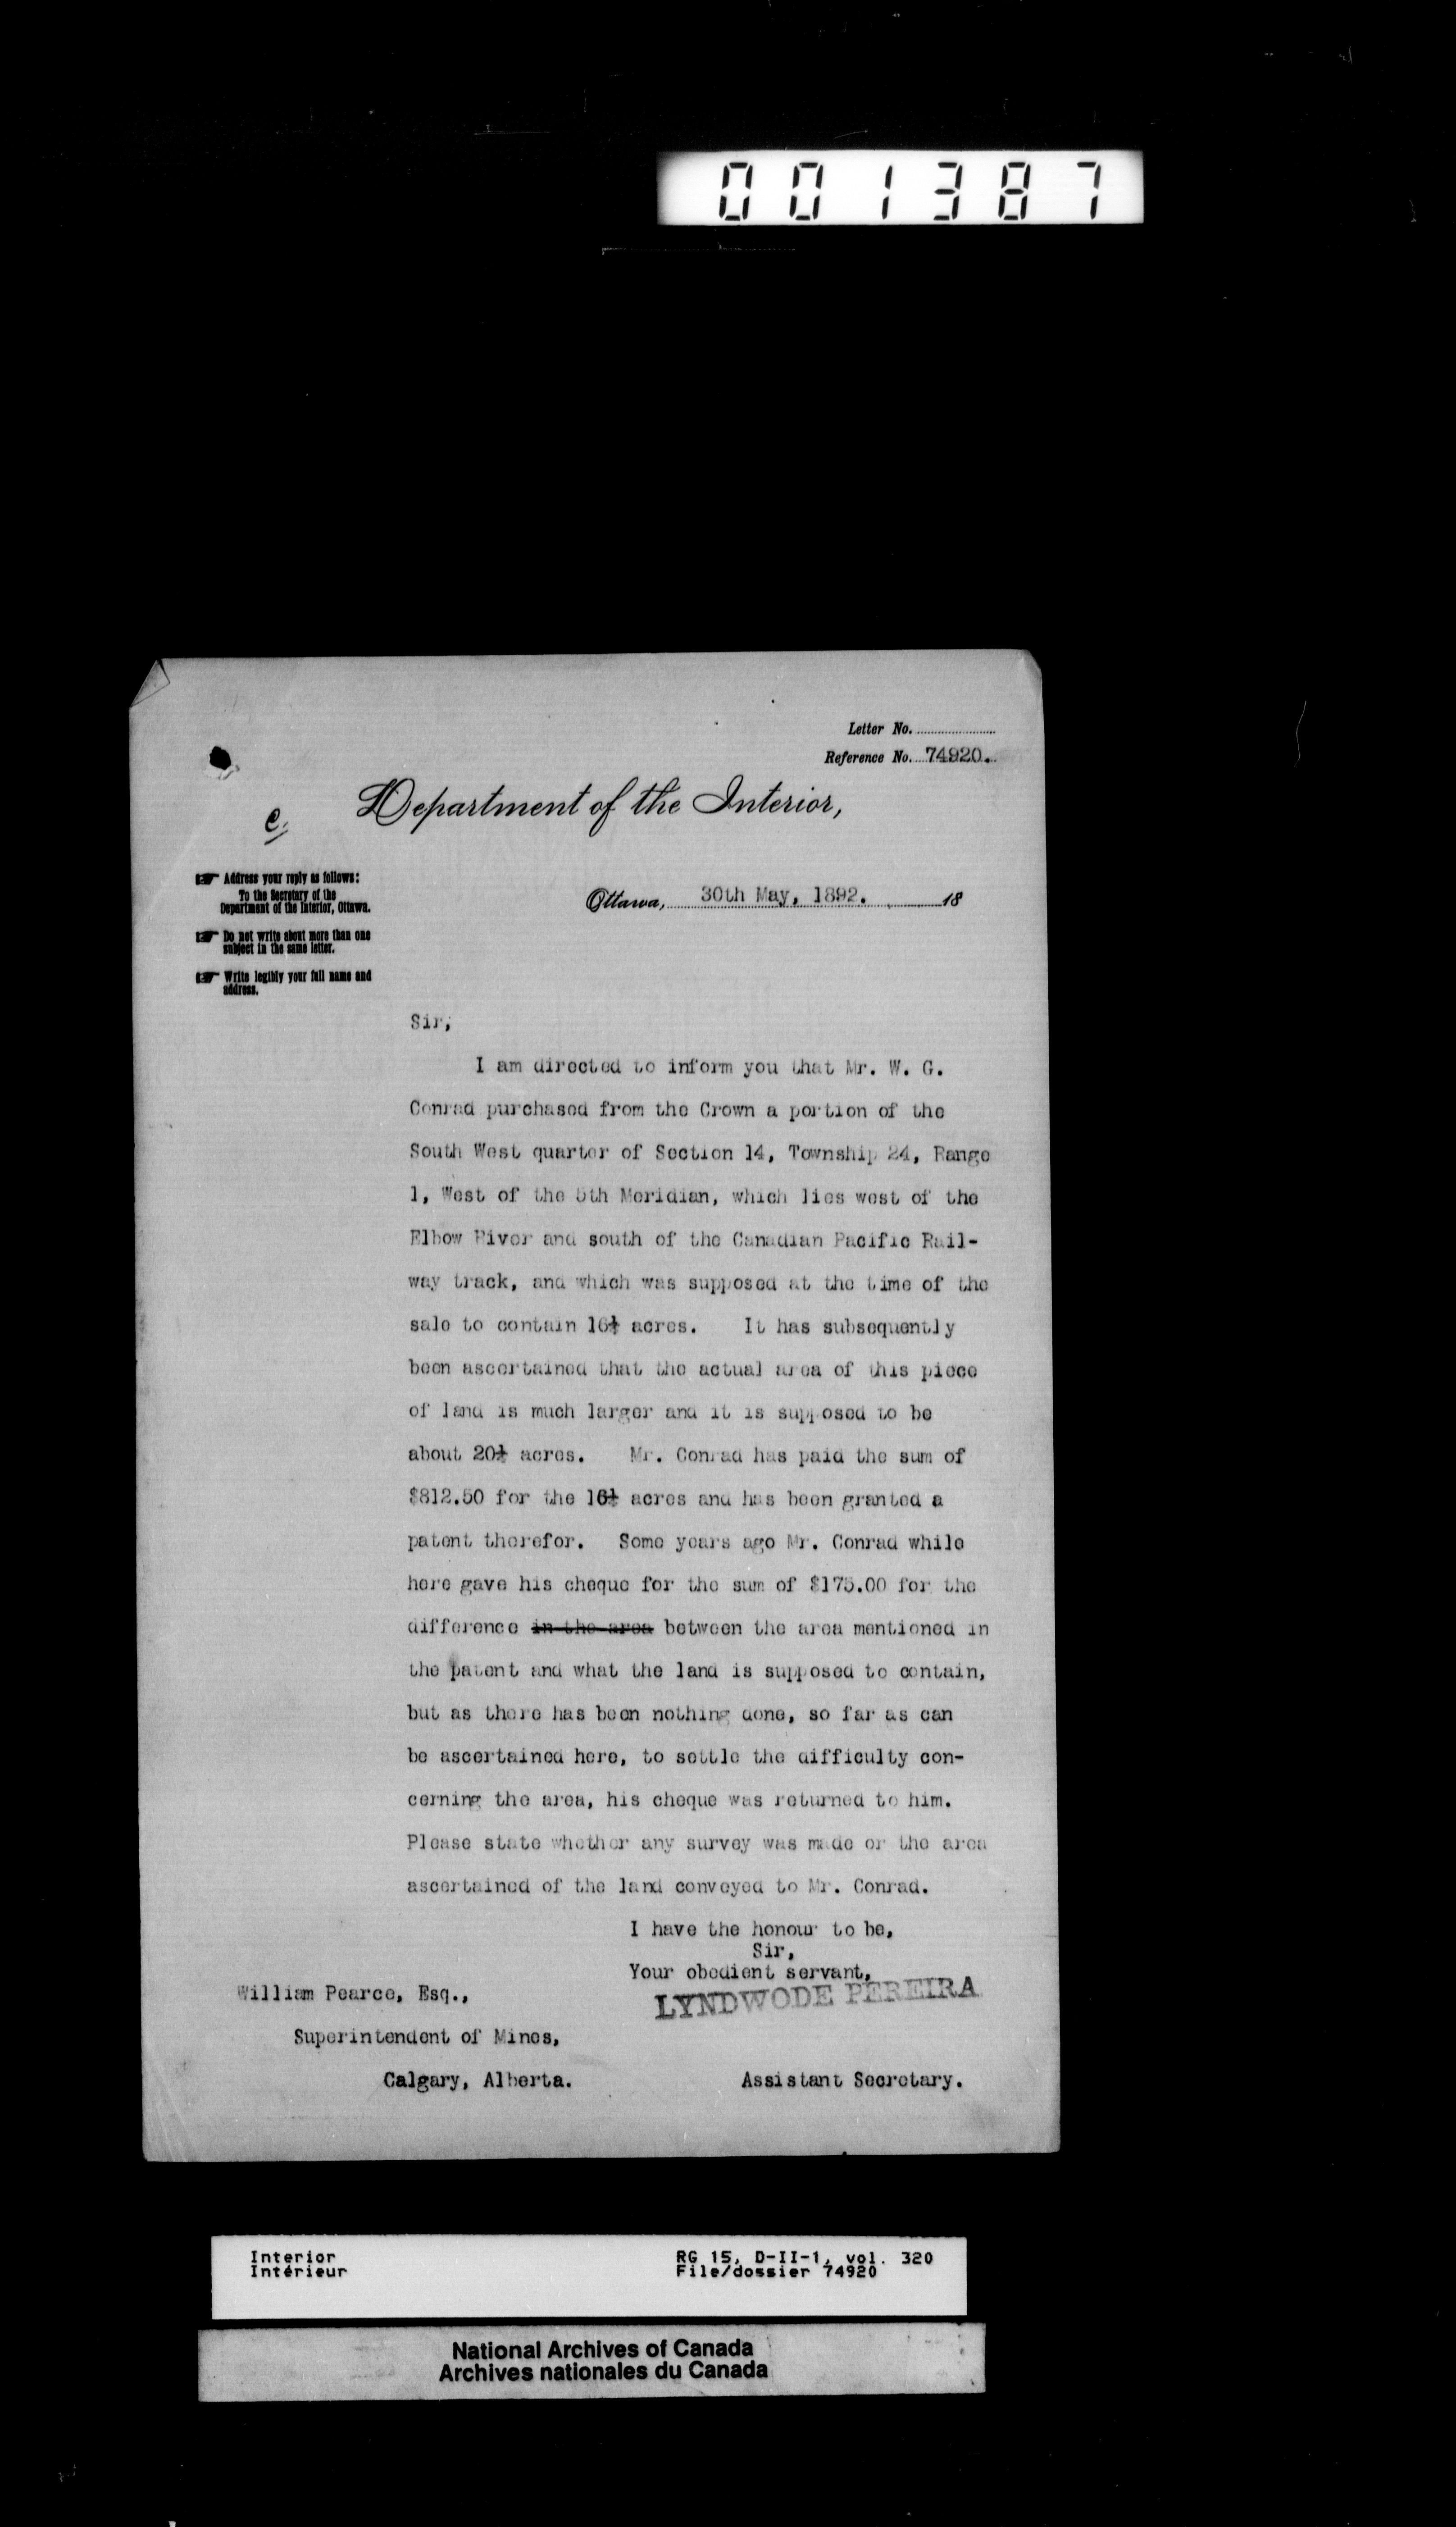 001387
Letter No.
Reference No. 74920.
Department of the Interior,
C.
Address your reply as follows:
To the Secretary of the
Department of the Interior, Ottawa.
Do not write about more than one
subject in the same letter.
Write legibly your full name and
address.
Ottawa, 30th May, 1892. 18
Sir,
I am directed to inform you that Mr. W. G.
Conrad purchased from the Crown a portion of the
South West quarter of Section 14, Township 24, Range
1, West of the 5th Meridian, which lies west of the
Elbow River and south of the Canadian Pacific Rail-
way track, and which was supposed at the time of the
sale to contain 16¼ acres. It has subsequently
been ascertained that the actual area of this piece
of land is much larger and it is supposed to be
about 20½ acres. Mr. Conrad has paid the sum of
$812.50 for the 16¼ acres and has been granted a
patent therefor. Some years ago Mr. Conrad while
here gave his cheque for the sum of $175.00 for the
difference in the area between the area mentioned in
the patent and what the land is supposed to contain,
but as there has been nothing done, so far as can
be ascertained here, to settle the difficulty con-
cerning the area, his cheque was returned to him.
Please state whether any survey was made or the area
ascertained of the land conveyed to Mr. Conrad.
I have the honour to be,
Sir,
Your obedient servant,
LYNDWODE PEREIRA
William Pearce, Esq.,
Superintendent of Mines,
Calgary, Alberta.
Assistant Secretary.
Interior
Intérieur
RG 15, D-II-1, vol. 320
File/dossier 74920
National Archives of Canada
Archives nationales du Canada